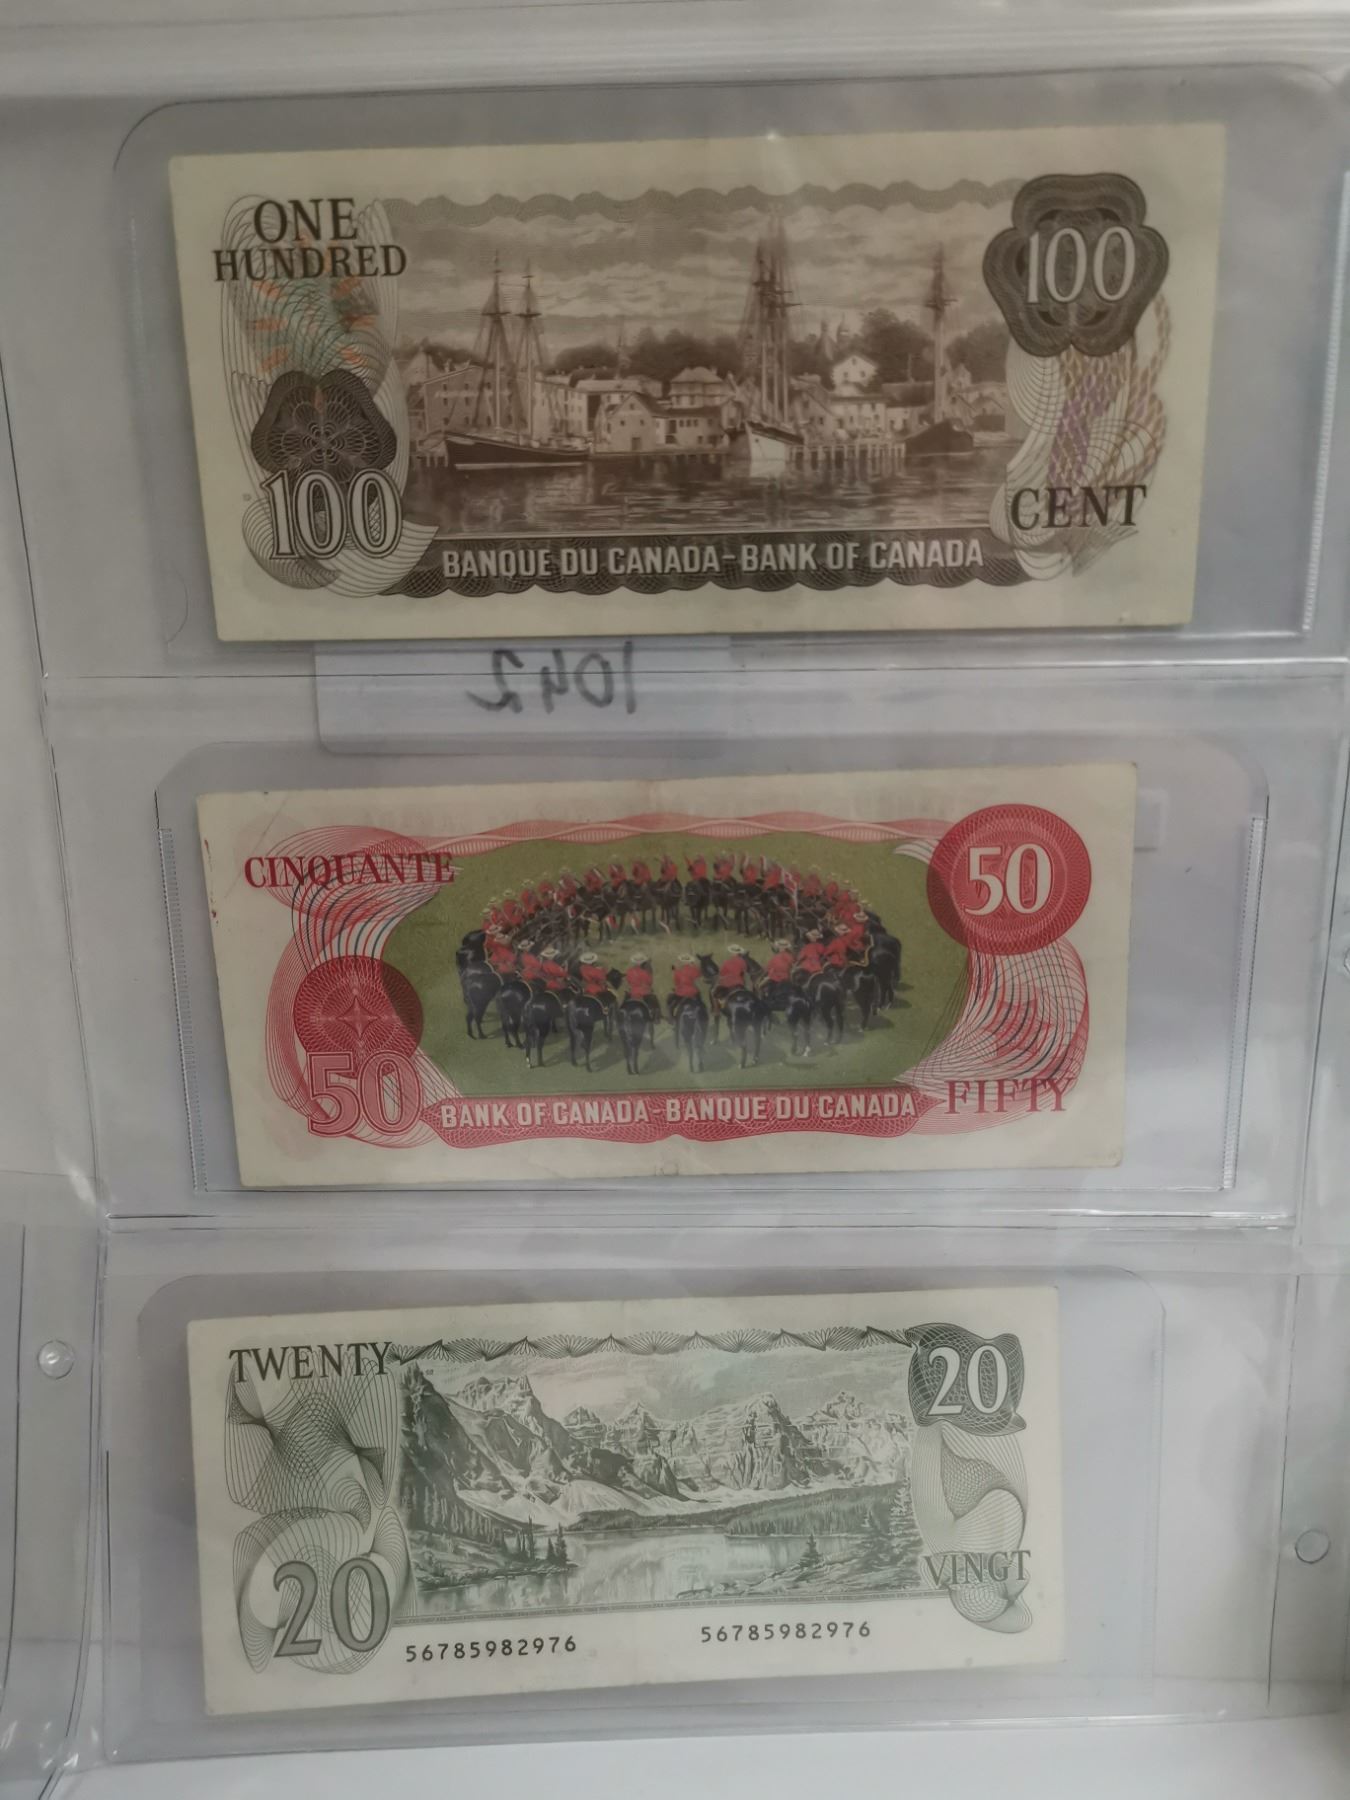 ONE
HUNDRED
100
100
CENT
BANQUE DU CANADA-BANK OF CANADA
1042
CINQUANTE
50
50
FIFTY
BANK OF CANADA-BANQUE DU CANADA
TWENTY
20
20
VINGT
56785982976
56785982976